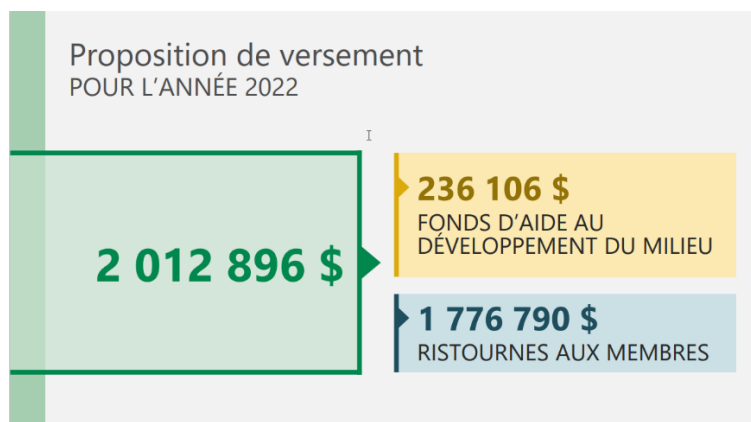 Proposition de versement
POUR L'ANNÉE 2022
2 012 896 $
236 106 $
FONDS D'AIDE AU
DÉVELOPPEMENT DU MILIEU
1 776 790 $
RISTOURNES AUX MEMBRES